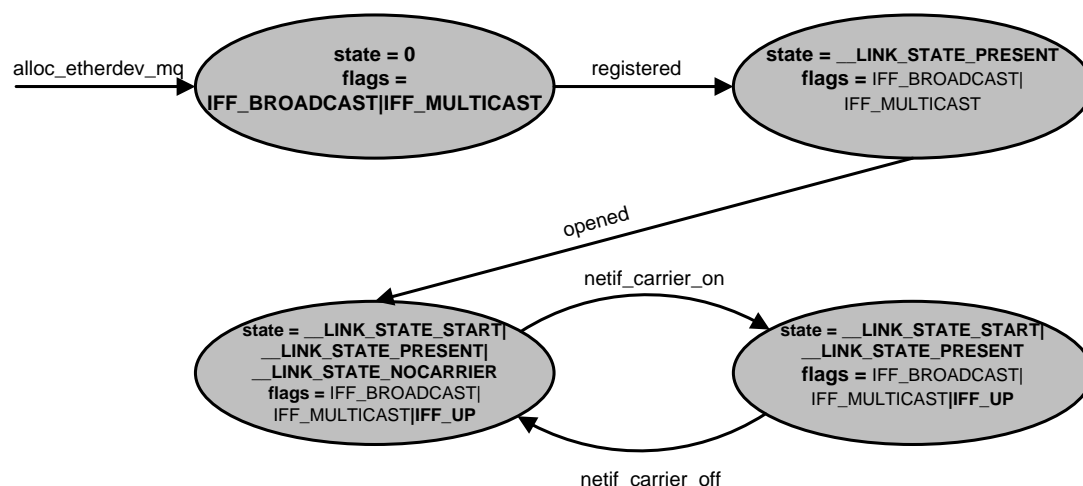 alloc_etherdev_mq
state = 0
flags =
IFF_BROADCAST|IFF_MULTICAST
registered
state = __LINK_STATE_PRESENT
flags = IFF_BROADCAST|
IFF_MULTICAST
opened
netif_carrier_on
state = __LINK_STATE_START|
__LINK_STATE_PRESENT|
__LINK_STATE_NOCARRIER
flags = IFF_BROADCAST|
IFF_MULTICAST|IFF_UP
state = __LINK_STATE_START|
__LINK_STATE_PRESENT
flags = IFF_BROADCAST|
IFF_MULTICAST|IFF_UP
netif_carrier_off